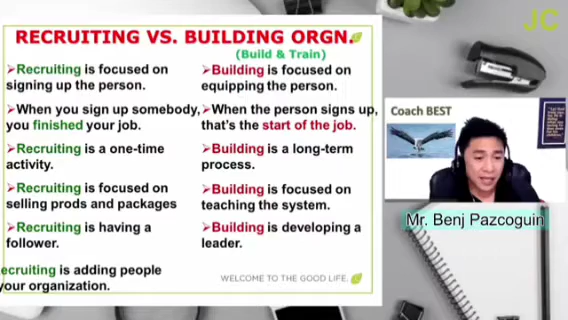 JC
RECRUITING VS. BUILDING ORGN.
(Build & Train)
➢Recruiting is focused on
signing up the person.
➢When you sign up somebody,
you finished your job.
➢Recruiting is a one-time
activity.
➢Recruiting is focused on
selling prods and packages
➢Recruiting is having a
follower.
ecruiting is adding people
your organization.
➢Building is focused on
equipping the person.
➢When the person signs up,
that's the start of the job.
➢Building is a long-term
process.
➢Building is focused on
teaching the system.
➢Building is developing a
leader.
WELCOME TO THE GOOD LIFE.
Coach BEST
Mr. Benj Pazcoguin